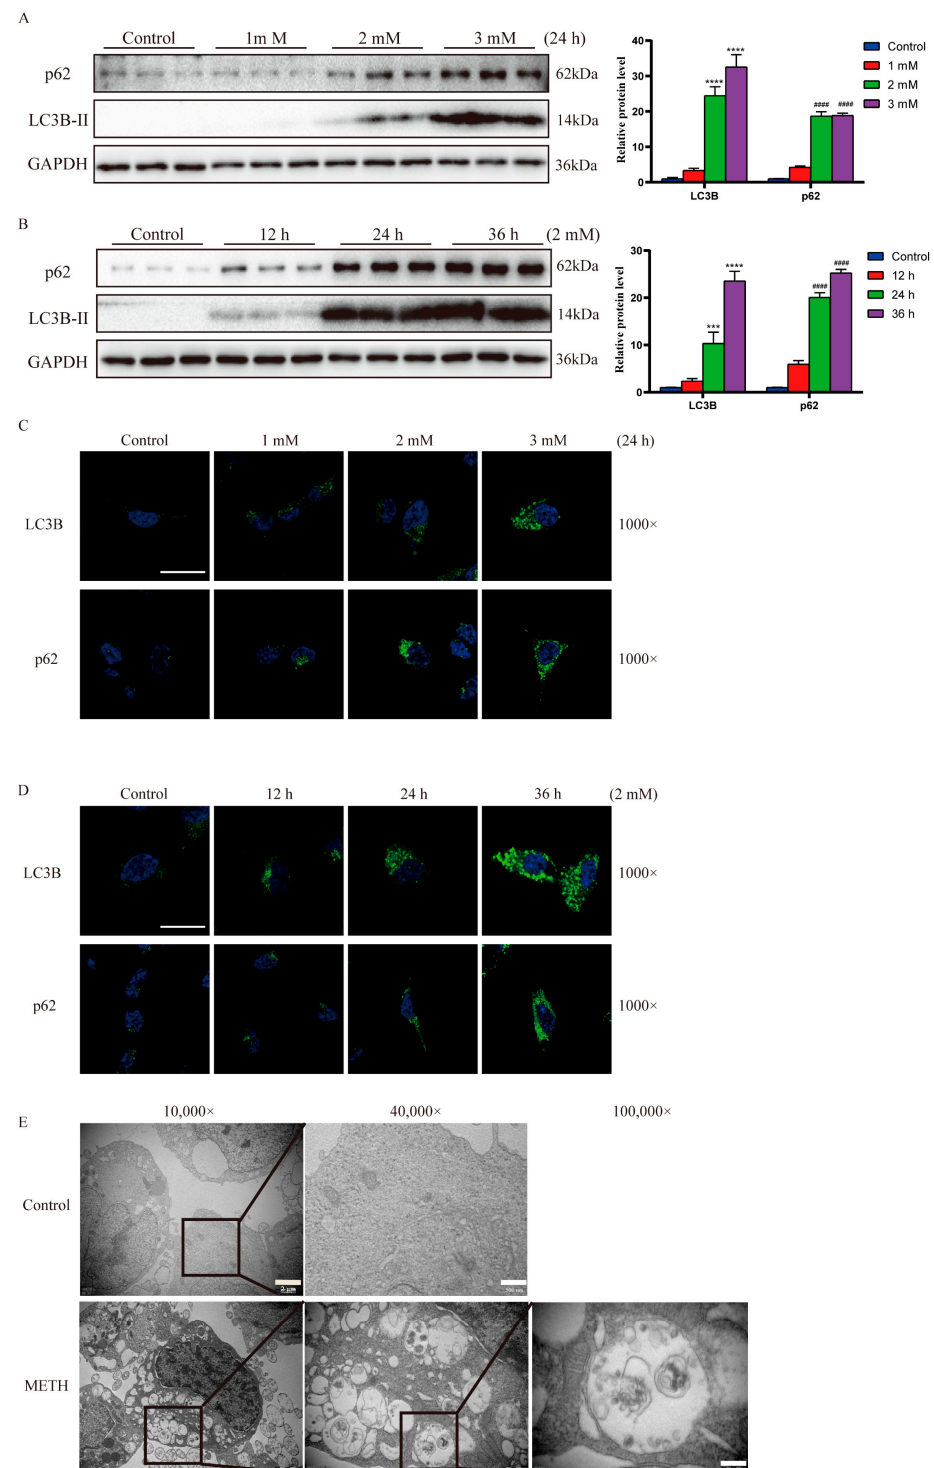 A
Control 1m M 2 mM 3 mM (24 h)
p62 62kDa
LC3B-II 14kDa
GAPDH 36kDa
Relative protein level
40
30
20
10
0
**** **** #### ####
LC3B p62
Control
1 mM
2 mM
3 mM
B
Control 12 h 24 h 36 h (2 mM)
p62 62kDa
LC3B-II 14kDa
GAPDH 36kDa
Relative protein level
30
20
10
0
*** **** #### ####
LC3B p62
Control
12 h
24 h
36 h
C
Control 1 mM 2 mM 3 mM (24 h)
LC3B 1000×
p62 1000×
D
Control 12 h 24 h 36 h (2 mM)
LC3B 1000×
p62 1000×
E
10,000× 40,000× 100,000×
Control
2 μm
METH